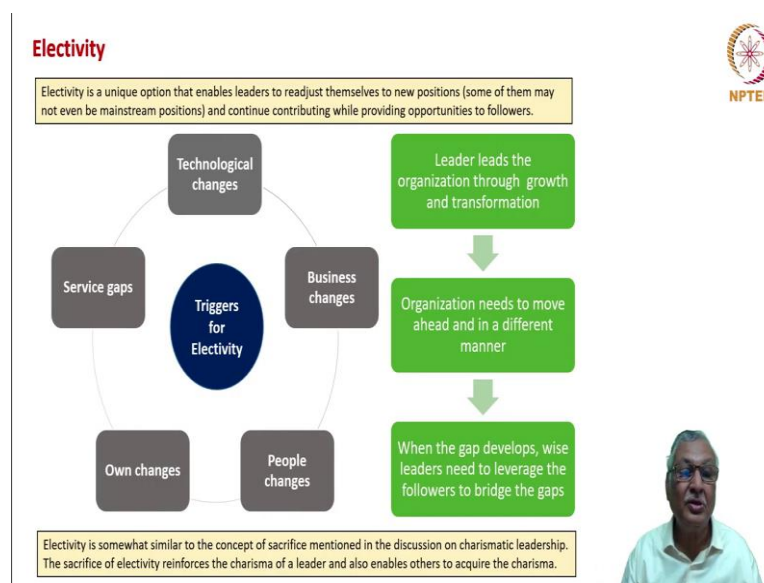 Electivity
Electivity is a unique option that enables leaders to readjust themselves to new positions (some of them may
not even be mainstream positions) and continue contributing while providing opportunities to followers.
NPTEL
Technological
changes
Service gaps
Business
changes
Triggers
for
Electivity
Own changes
People
changes
Leader leads the
organization through growth
and transformation
Organization needs to move
ahead and in a different
manner
When the gap develops, wise
leaders need to leverage the
followers to bridge the gaps
Electivity is somewhat similar to the concept of sacrifice mentioned in the discussion on charismatic leadership.
The sacrifice of electivity reinforces the charisma of a leader and also enables others to acquire the charisma.